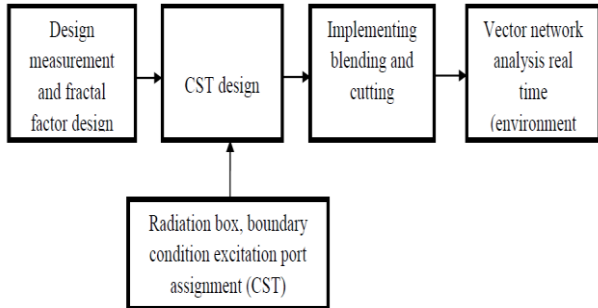 Design
measurement
and fractal
factor design
CST design
Implementing
blending and
cutting
Vector network
analysis real
time
(environment
Radiation box, boundary
condition excitation port
assignment (CST)